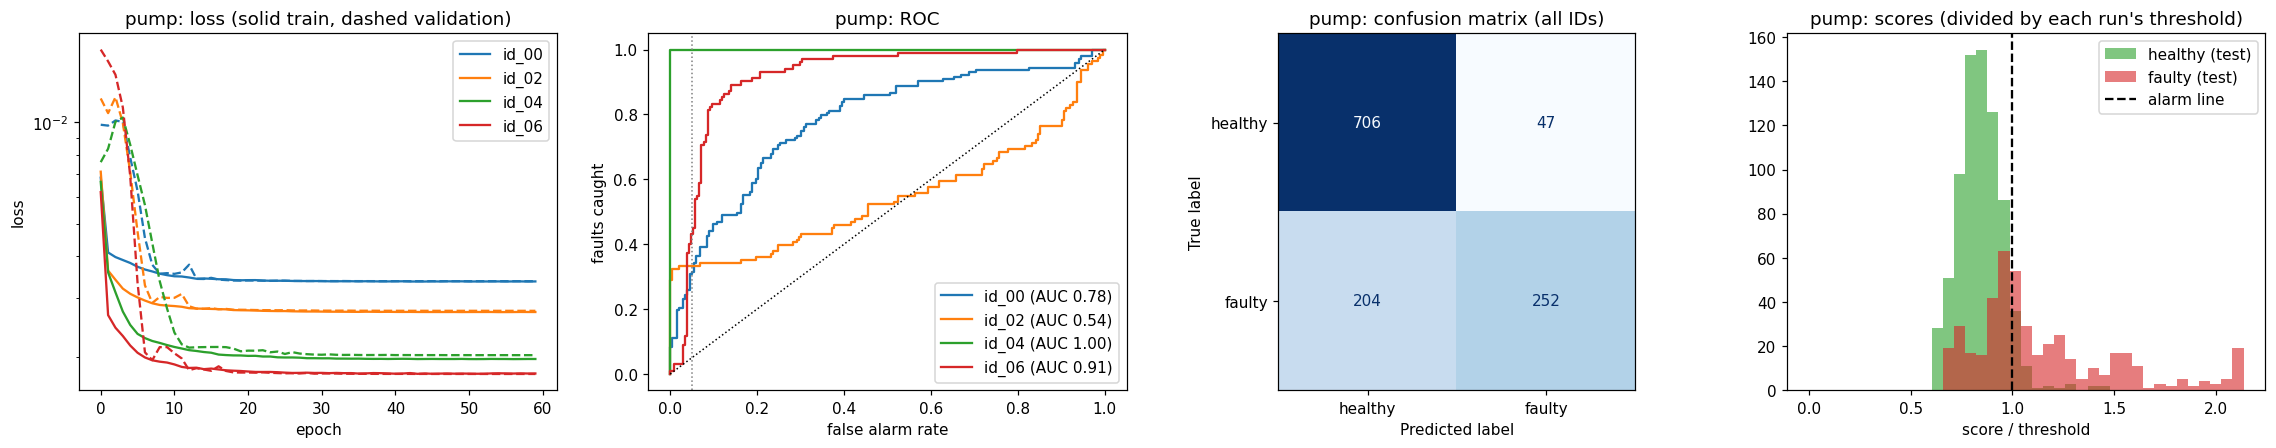 pump: loss (solid train, dashed validation)
id_00
id_02
id_04
id_06
10⁻²
loss
0 10 20 30 40 50 60
epoch
pump: ROC
1.0
0.8
0.6
0.4
0.2
0.0
faults caught
id_00 (AUC 0.78)
id_02 (AUC 0.54)
id_04 (AUC 1.00)
id_06 (AUC 0.91)
0.0 0.2 0.4 0.6 0.8 1.0
false alarm rate
pump: confusion matrix (all IDs)
True label
healthy 706 47
faulty 204 252
healthy faulty
Predicted label
pump: scores (divided by each run's threshold)
healthy (test)
faulty (test)
alarm line
160
140
120
100
80
60
40
20
0
0.0 0.5 1.0 1.5 2.0
score / threshold